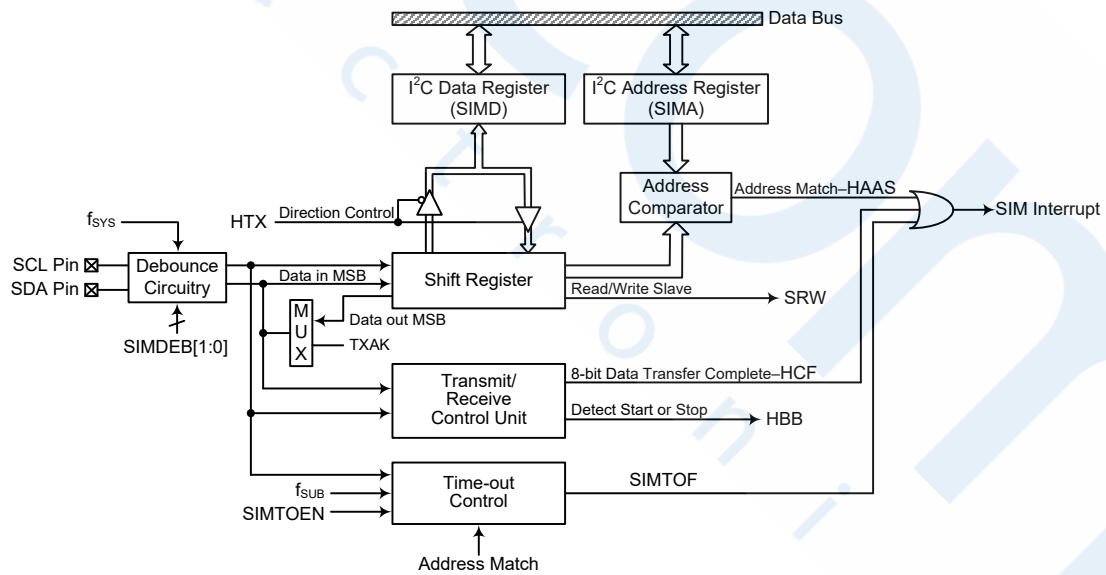 Data Bus
I²C Data Register
(SIMD)
I²C Address Register
(SIMA)
HTX
Direction Control
Address
Comparator
Address Match–HAAS
SIM Interrupt
fSYS
SCL Pin
SDA Pin
Debounce
Circuitry
SIMDEB[1:0]
Data in MSB
Shift Register
Read/Write Slave
SRW
MUX
Data out MSB
TXAK
Transmit/
Receive
Control Unit
8-bit Data Transfer Complete–HCF
Detect Start or Stop
HBB
fSUB
SIMTOEN
Time-out
Control
SIMTOF
Address Match